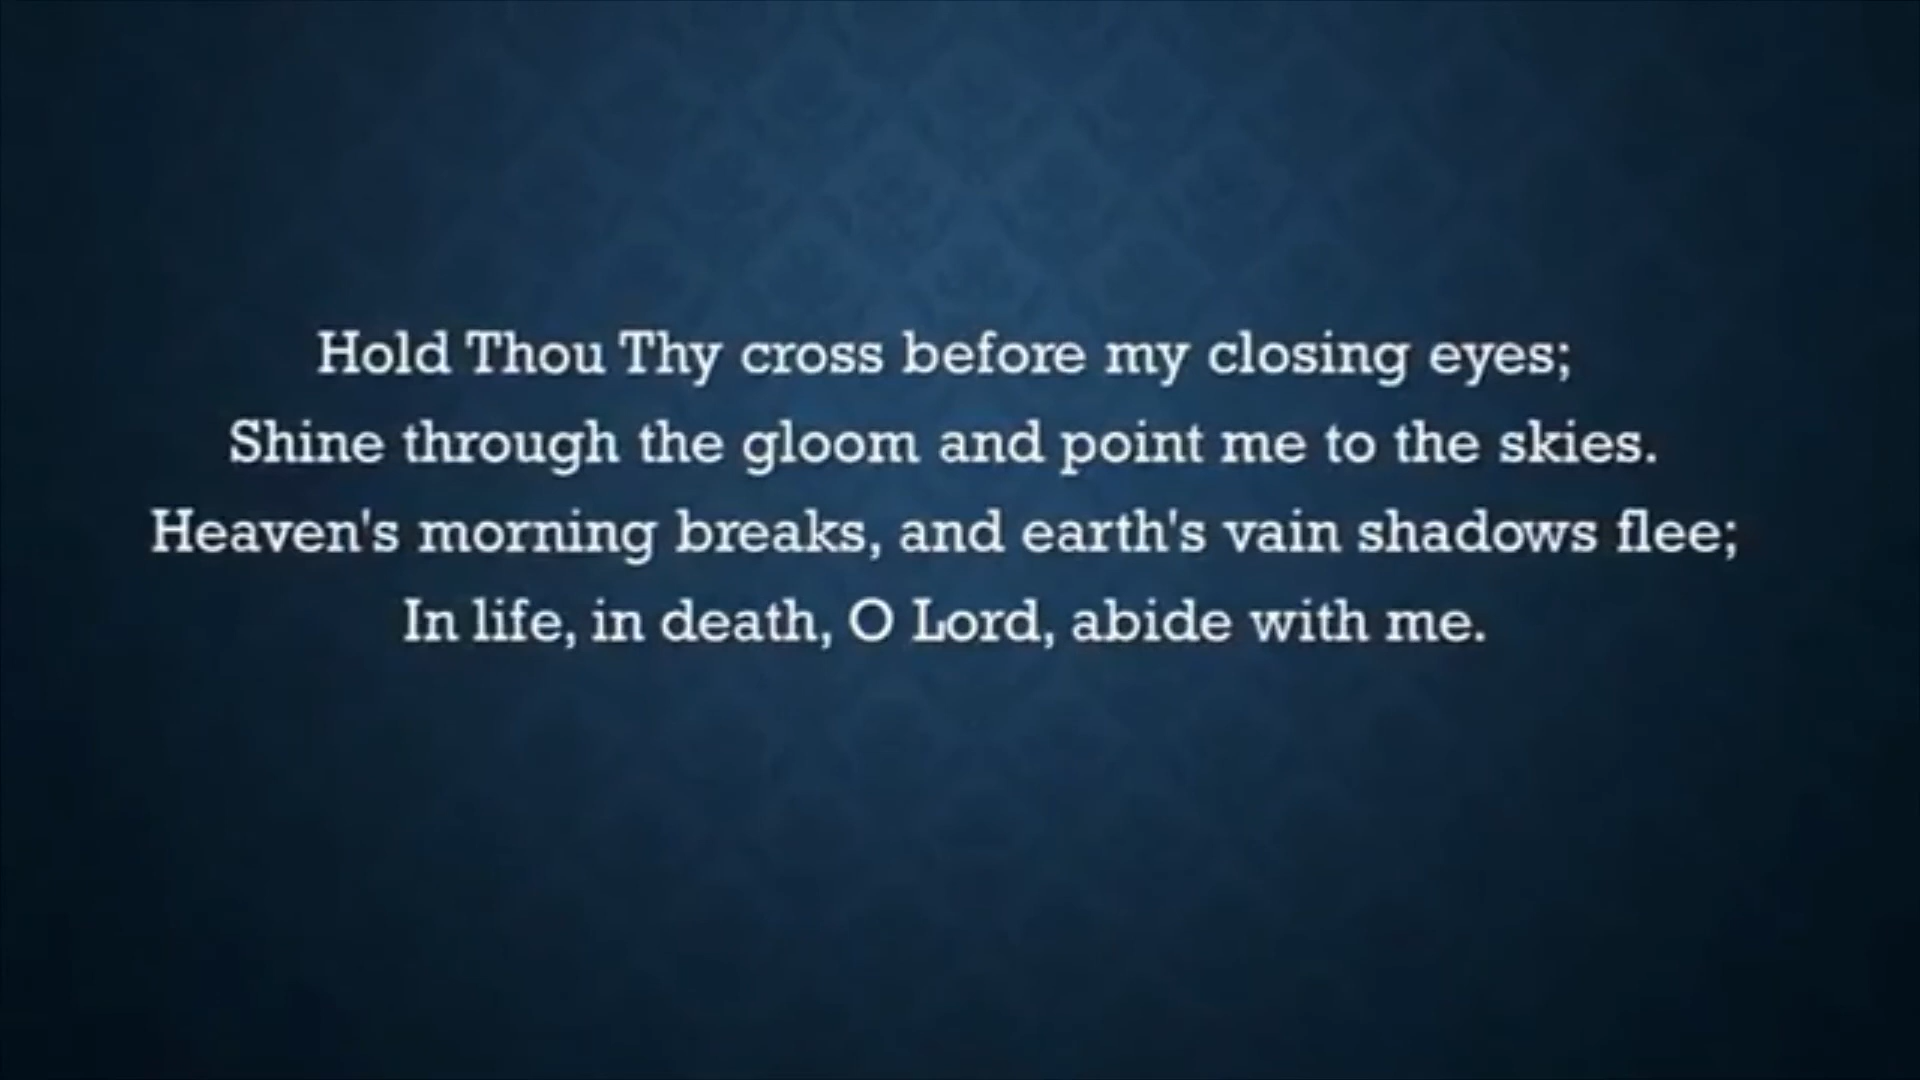 Hold Thou Thy cross before my closing eyes;
Shine through the gloom and point me to the skies.
Heaven's morning breaks, and earth's vain shadows flee;
In life, in death, O Lord, abide with me.